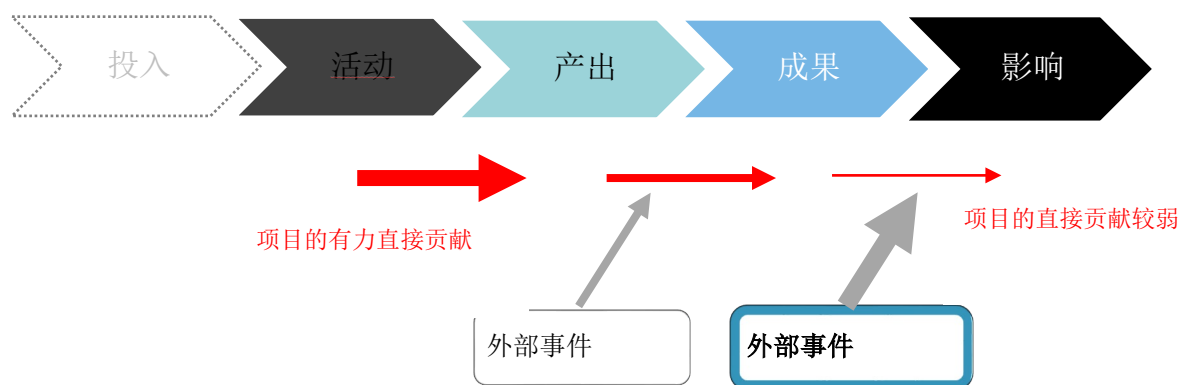 投入
活动
产出
成果
影响
项目的有力直接贡献
项目的直接贡献较弱
外部事件
外部事件